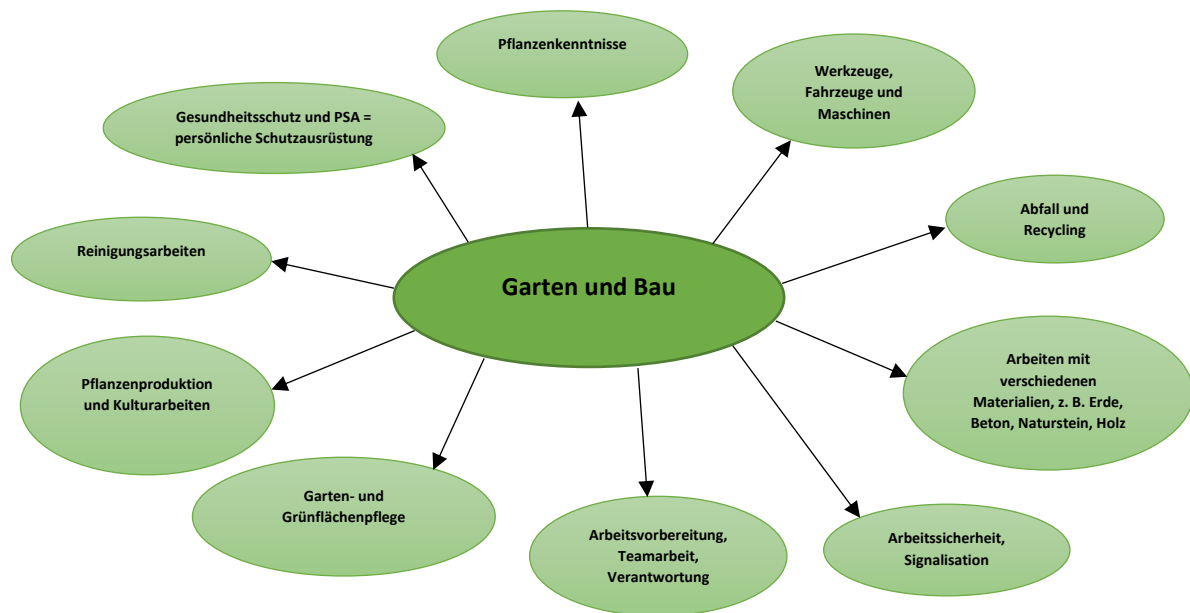 Pflanzenkenntnisse
Werkzeuge,
Fahrzeuge und
Maschinen
Gesundheitsschutz und PSA =
persönliche Schutzausrüstung
Abfall und
Recycling
Reinigungsarbeiten
Garten und Bau
Arbeiten mit
verschiedenen
Materialien, z. B. Erde,
Beton, Naturstein, Holz
Pflanzenproduktion
und Kulturarbeiten
Garten- und
Grünflächenpflege
Arbeitsvorbereitung,
Teamarbeit,
Verantwortung
Arbeitssicherheit,
Signalisation